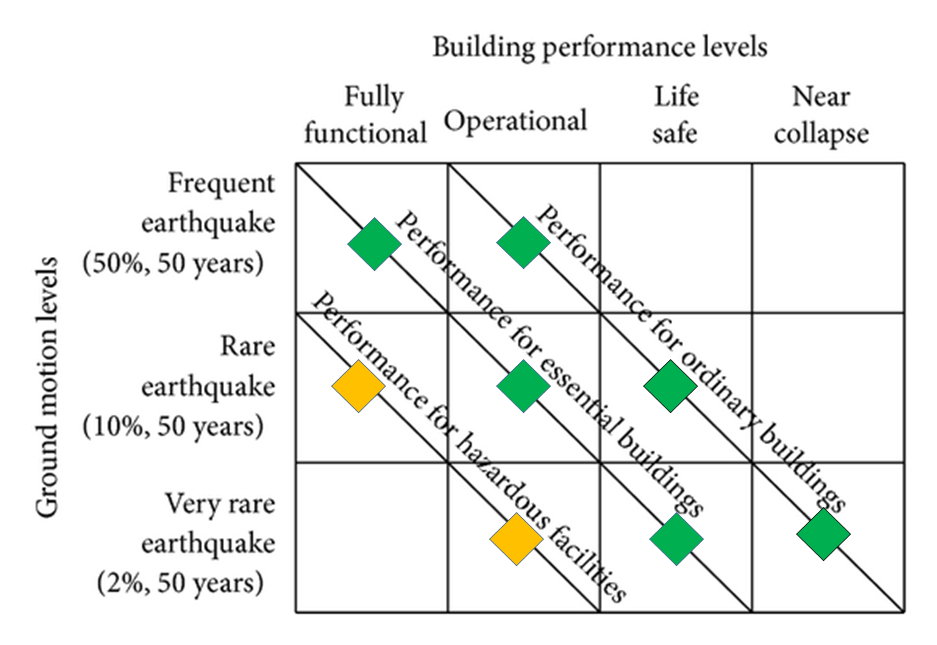 Building performance levels
Fully
functional
Operational
Life
safe
Near
collapse
Ground motion levels
Frequent
earthquake
(50%, 50 years)
Rare
earthquake
(10%, 50 years)
Very rare
earthquake
(2%, 50 years)
Performance for ordinary buildings
Performance for essential buildings
Performance for hazardous facilities